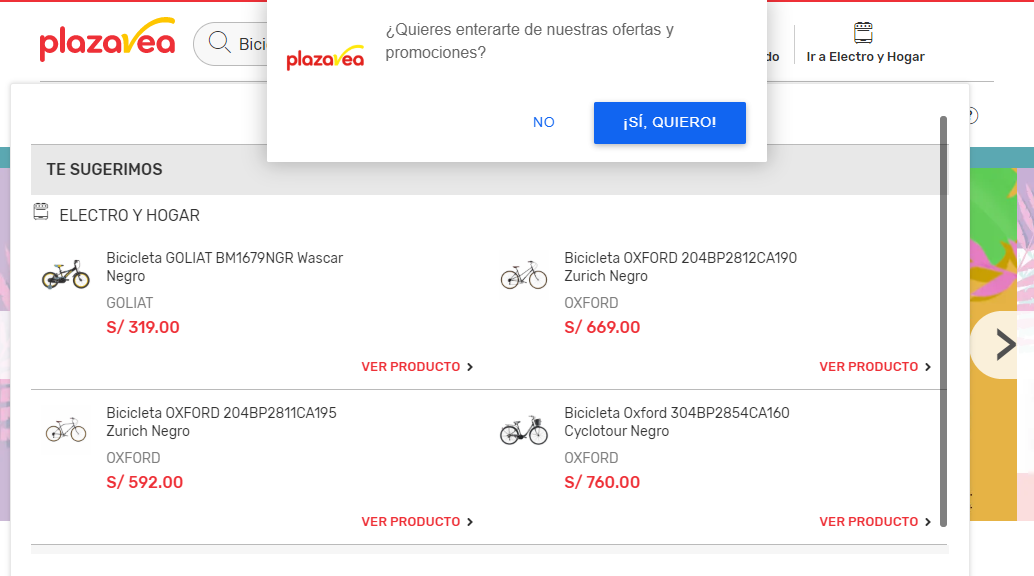 plazavea
Bici
¿Quieres enterarte de nuestras ofertas y
promociones?
plazavea
NO
¡SÍ, QUIERO!
do
Ir a Electro y Hogar
?
TE SUGERIMOS
ELECTRO Y HOGAR
Bicicleta GOLIAT BM1679NGR Wascar
Negro
GOLIAT
S/ 319.00
VER PRODUCTO
Bicicleta OXFORD 204BP2812CA190
Zurich Negro
OXFORD
S/ 669.00
VER PRODUCTO
Bicicleta OXFORD 204BP2811CA195
Zurich Negro
OXFORD
S/ 592.00
VER PRODUCTO
Bicicleta Oxford 304BP2854CA160
Cyclotour Negro
OXFORD
S/ 760.00
VER PRODUCTO